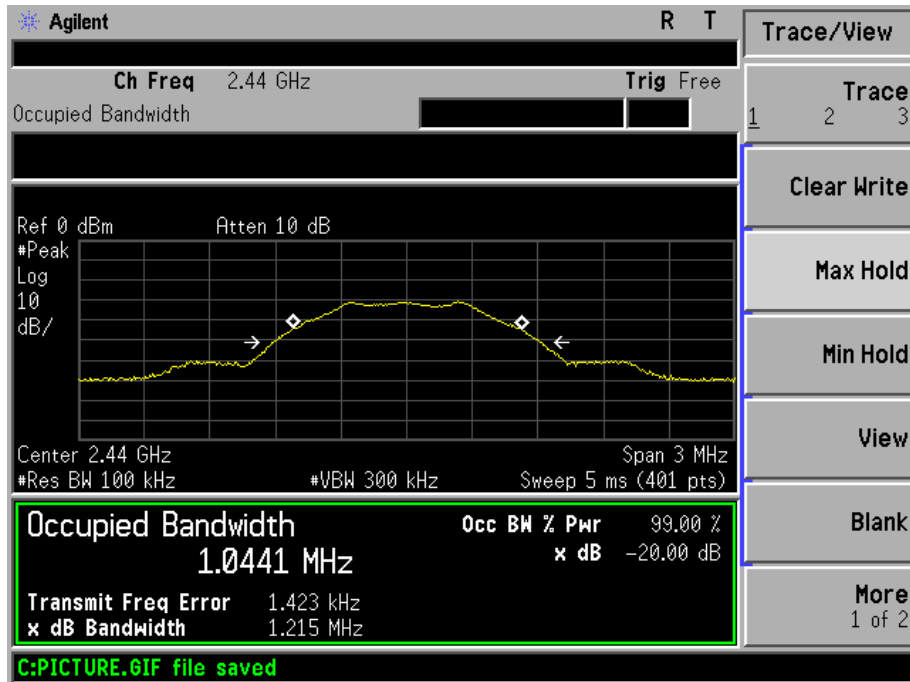 Agilent R T
Ch Freq 2.44 GHz Trig Free
Occupied Bandwidth
Ref 0 dBm Atten 10 dB
#Peak
Log
10
dB/
Center 2.44 GHz Span 3 MHz
#Res BW 100 kHz #VBW 300 kHz Sweep 5 ms (401 pts)
Occupied Bandwidth Occ BW % Pwr 99.00 %
1.0441 MHz x dB -20.00 dB
Transmit Freq Error 1.423 kHz
x dB Bandwidth 1.215 MHz
C:PICTURE.GIF file saved
Trace/View
Trace
1 2 3
Clear Write
Max Hold
Min Hold
View
Blank
More
1 of 2